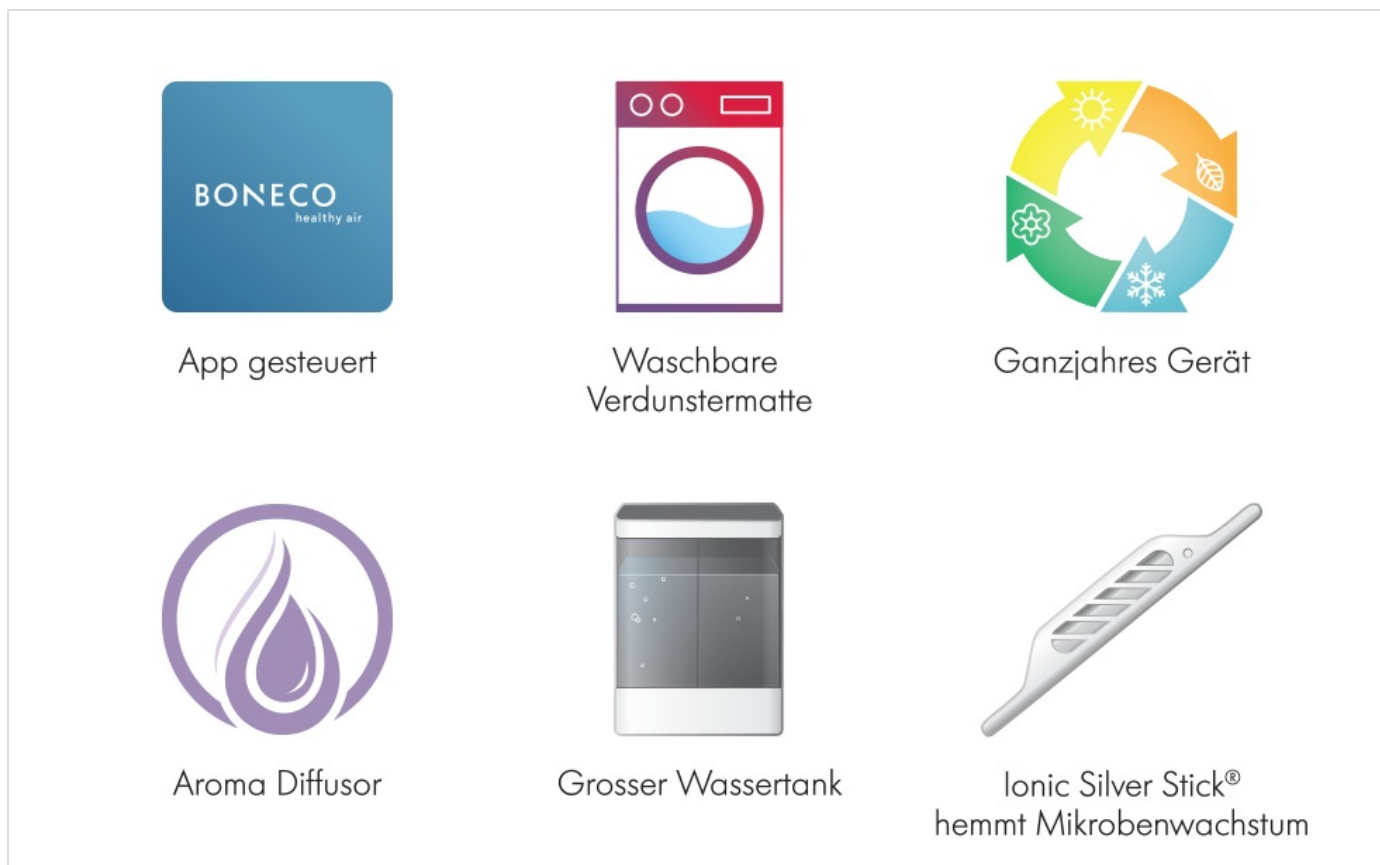 BONECO
healthy air
App gesteuert
Waschbare
Verdunstermatte
Ganzjahres Gerät
Aroma Diffusor
Grosser Wassertank
Ionic Silver Stick®
hemmt Mikrobenwachstum